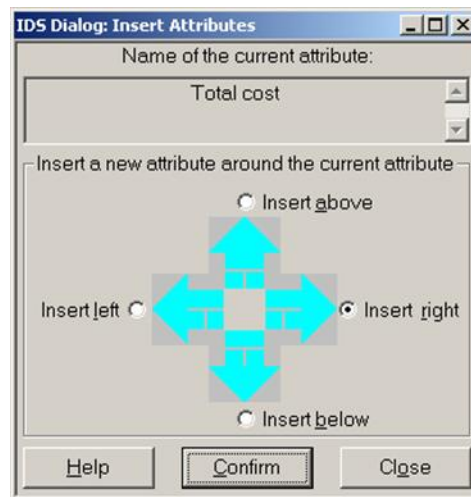 IDS Dialog: Insert Attributes
Name of the current attribute:
Total cost
Insert a new attribute around the current attribute
Insert above
Insert left
Insert right
Insert below
Help
Confirm
Close